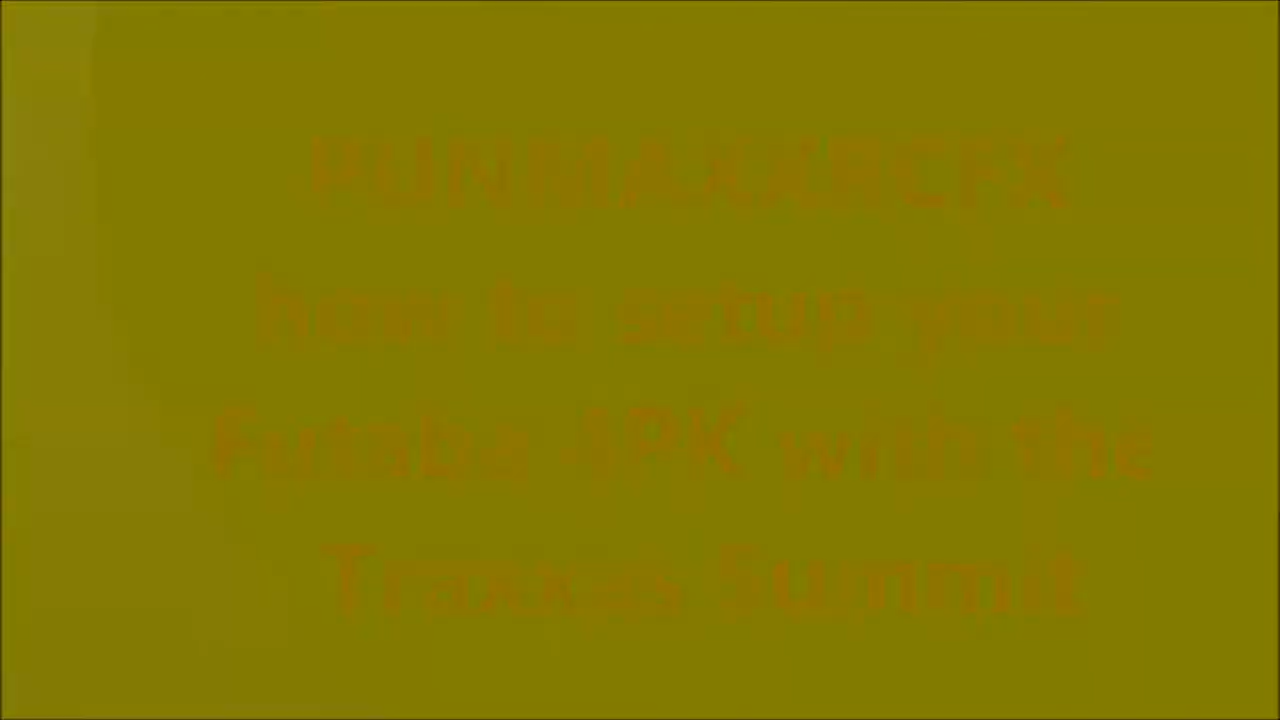 PUNMAXXRCFX
how to setup your
Futaba 4PK with the
Traxxas Summit